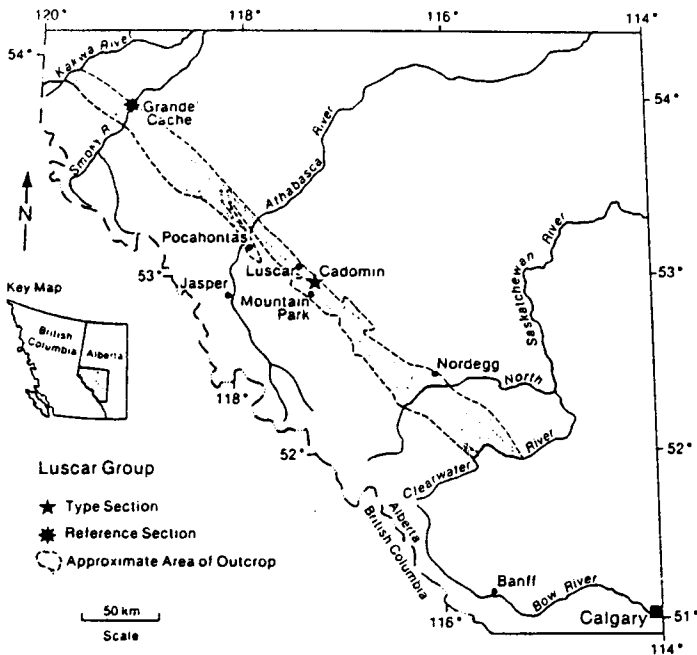 120°
118°
116°
114°
54°
Kakwa River
54°
Grande
Cache
Smoky R.
River
Athabasca
N
Pocahontas
Luscar
Cadomin
53°
53°
Jasper
Mountain
Park
Key Map
British
Columbia
Alberta
Saskatchewan River
Nordegg
North
118°
52°
52°
River
Clearwater
Luscar Group
Type Section
Reference Section
Approximate Area of Outcrop
Alberta
British Columbia
Banff
Bow River
50 km
Scale
Calgary
51°
116°
114°